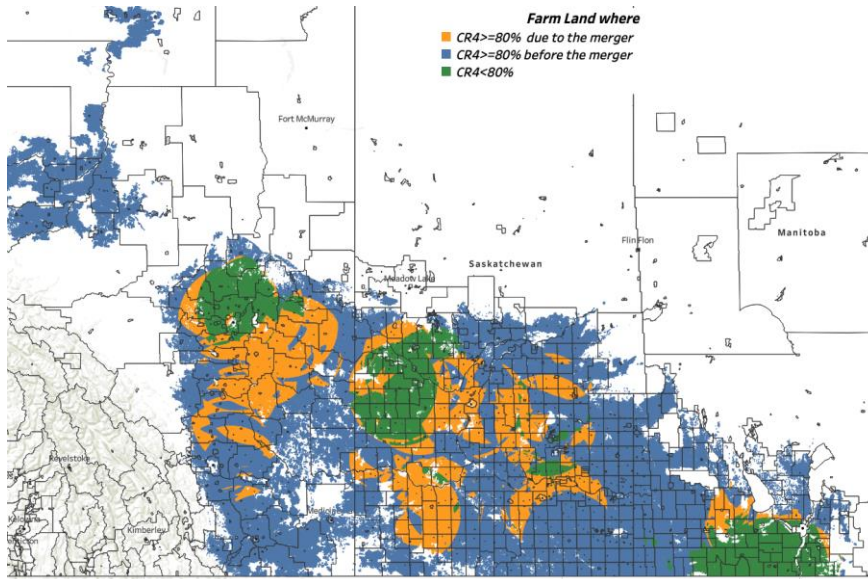 Farm Land where
CR4>=80% due to the merger
CR4>=80% before the merger
CR4<80%
Fort McMurray
Flin Flon
Manitoba
Saskatchewan
Meadow Lake
Revelstoke
Kimberley